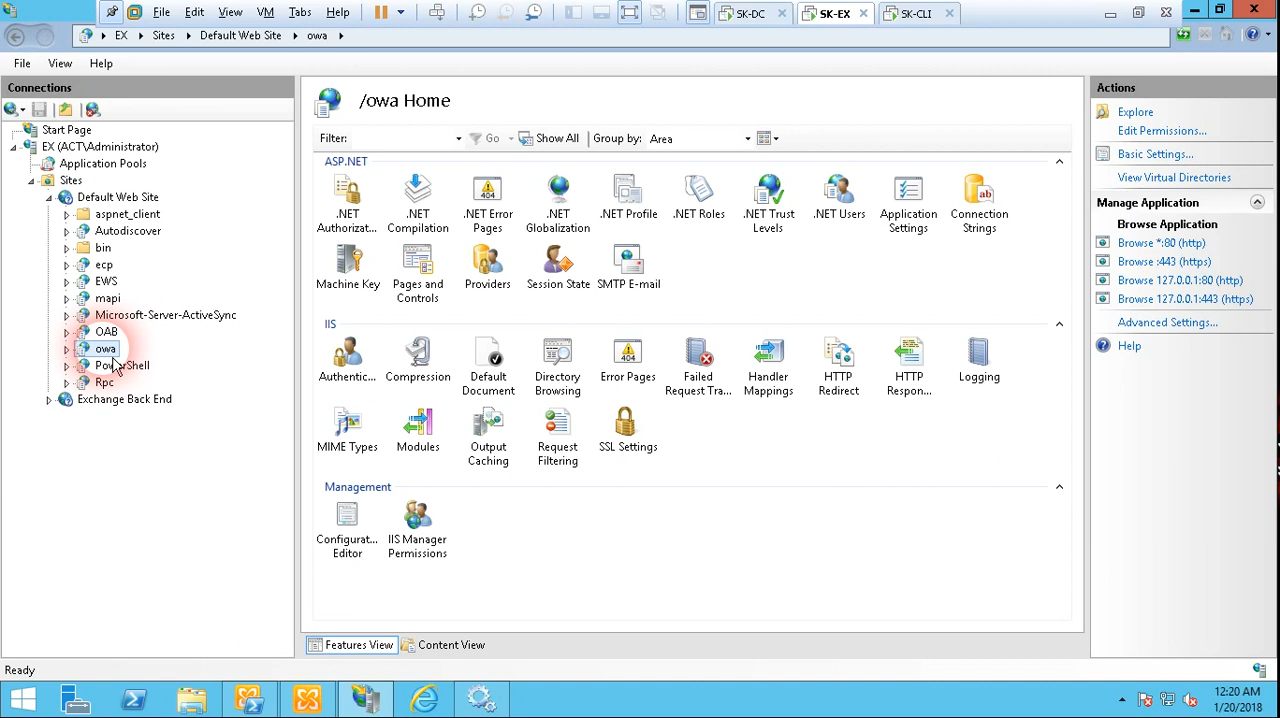 File Edit View VM Tabs Help SK-DC SK-EX SK-CLI
EX Sites Default Web Site owa
File View Help
Connections
Start Page
EX (ACT\Administrator)
Application Pools
Sites
Default Web Site
aspnet_client
Autodiscover
bin
ecp
EWS
mapi
Microsoft-Server-ActiveSync
OAB
owa
PowerShell
Rpc
Exchange Back End
/owa Home
Filter: Go Show All Group by: Area
ASP.NET
.NET Authorizat...
.NET Compilation
.NET Error Pages
.NET Globalization
.NET Profile
.NET Roles
.NET Trust Levels
.NET Users
Application Settings
Connection Strings
Machine Key
Pages and Controls
Providers
Session State
SMTP E-mail
IIS
Authentic...
Compression
Default Document
Directory Browsing
Error Pages
Failed Request Tra...
Handler Mappings
HTTP Redirect
HTTP Respon...
Logging
MIME Types
Modules
Output Caching
Request Filtering
SSL Settings
Management
Configurat... Editor
IIS Manager Permissions
Features View Content View
Actions
Explore
Edit Permissions...
Basic Settings...
View Virtual Directories
Manage Application
Browse Application
Browse *:80 (http)
Browse :443 (https)
Browse 127.0.0.1:80 (http)
Browse 127.0.0.1:443 (https)
Advanced Settings...
Help
Ready
12:20 AM
1/20/2018